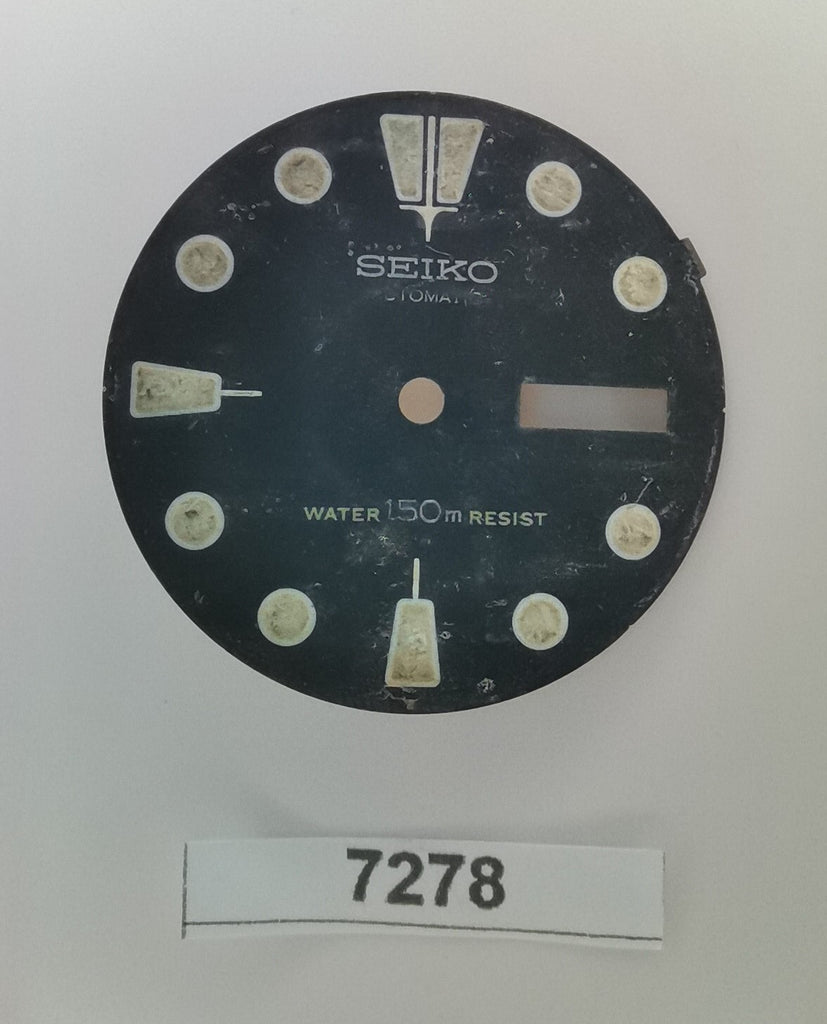 SEIKO
WATER 150m RESIST
7278